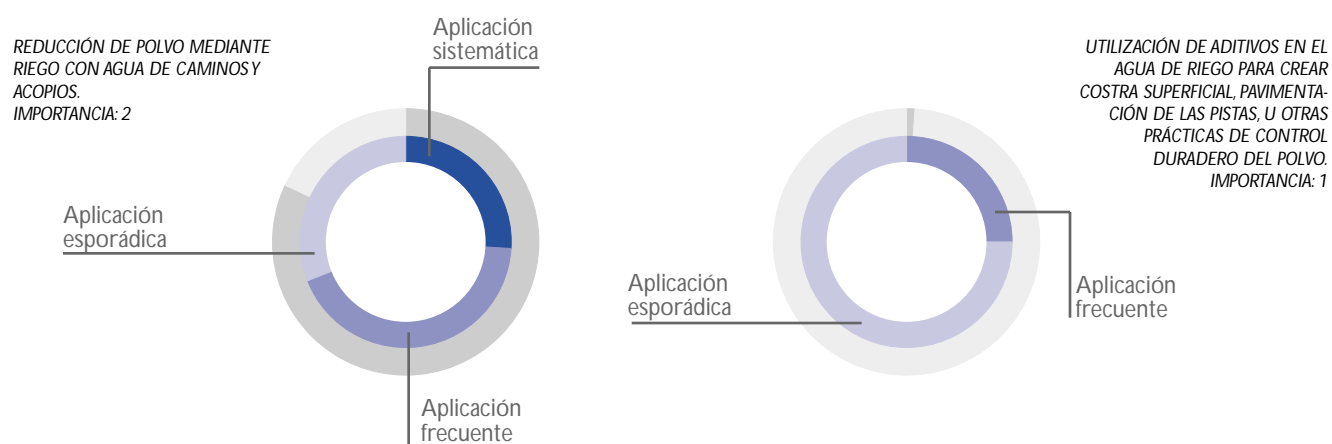 REDUCCIÓN DE POLVO MEDIANTE
RIEGO CON AGUA DE CAMINOS Y
ACOPIOS.
IMPORTANCIA: 2
Aplicación
sistemática
Aplicación
esporádica
Aplicación
frecuente
UTILIZACIÓN DE ADITIVOS EN EL
AGUA DE RIEGO PARA CREAR
COSTRA SUPERFICIAL, PAVIMENTA-
CIÓN DE LAS PISTAS, U OTRAS
PRÁCTICAS DE CONTROL
DURADERO DEL POLVO.
IMPORTANCIA: 1
Aplicación
esporádica
Aplicación
frecuente